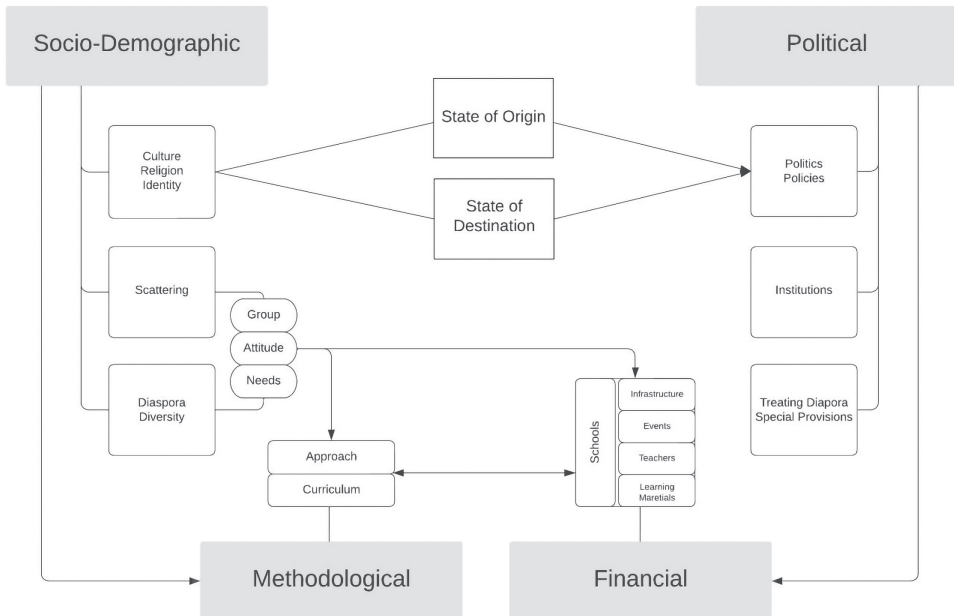 Socio-Demographic
Political
State of Origin
Culture
Religion
Identity
Politics
Policies
State of
Destination
Scattering
Institutions
Group
Attitude
Needs
Diaspora
Diversity
Treating Diapora
Special Provisions
Schools
Infrastructure
Events
Teachers
Learning
Maretials
Approach
Curriculum
Methodological
Financial